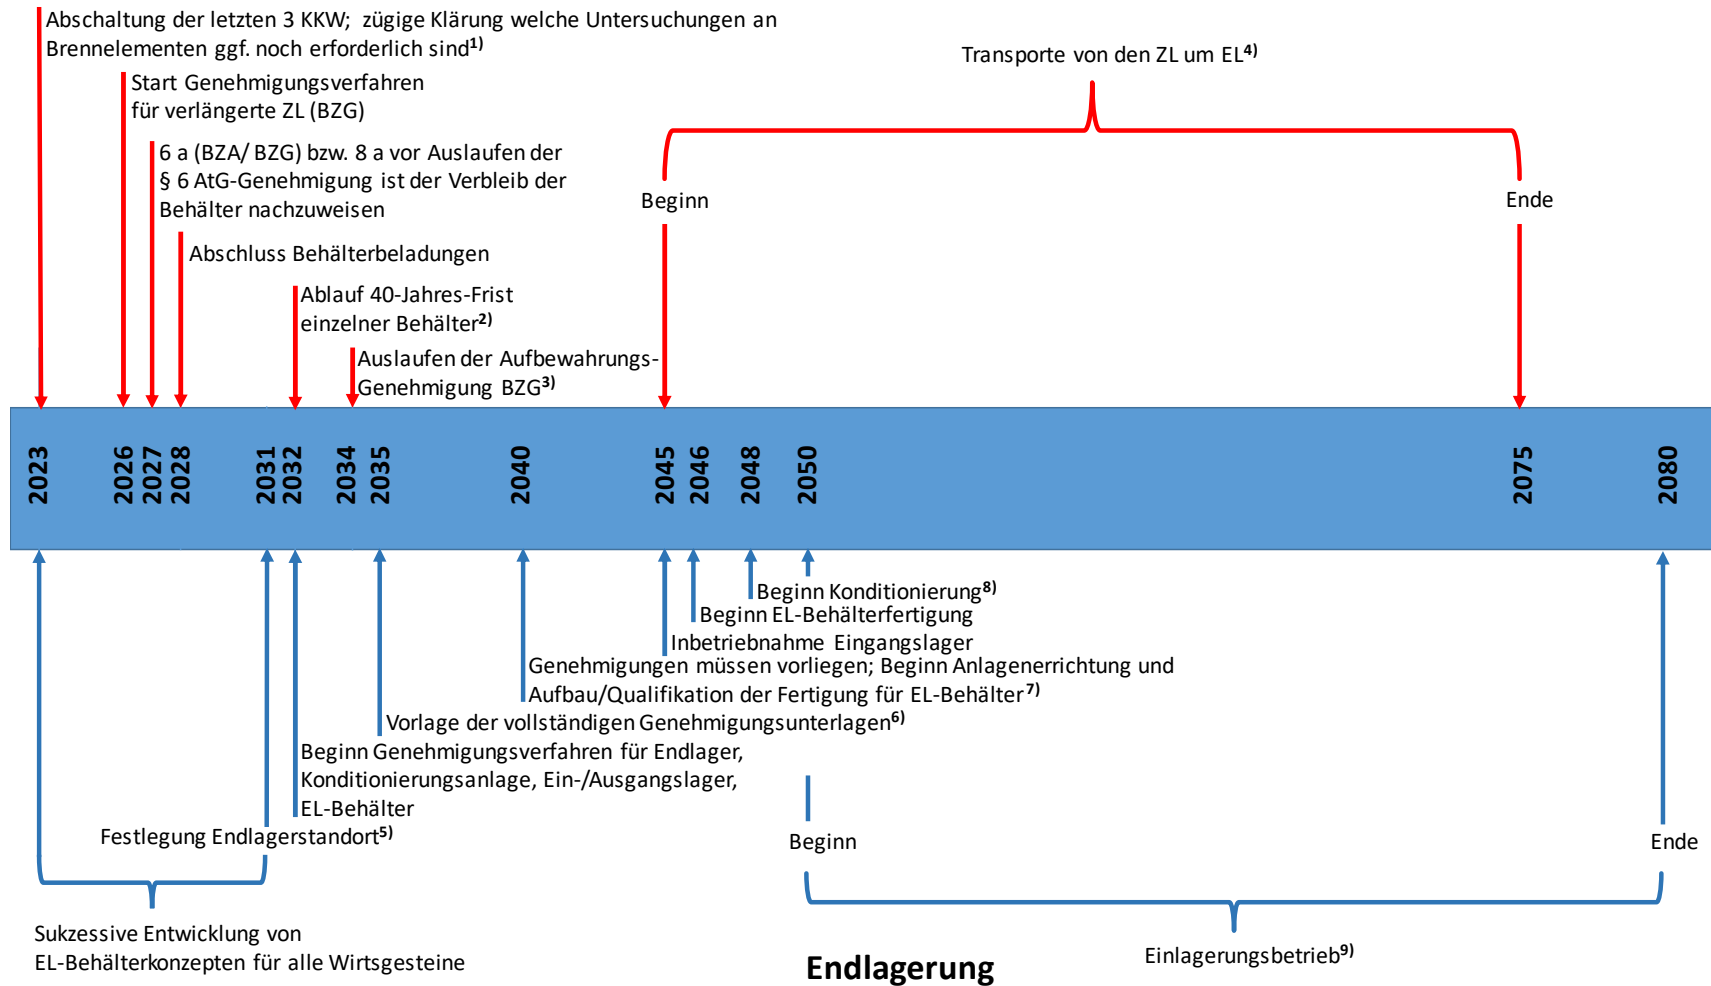 Abschaltung der letzten 3 KKW; zügige Klärung welche Untersuchungen an
Brennelementen ggf. noch erforderlich sind1)
Transporte von den ZL um EL4)
Start Genehmigungsverfahren
für verlängerte ZL (BZG)
6 a (BZA/ BZG) bzw. 8 a vor Auslaufen der
§ 6 AtG-Genehmigung ist der Verbleib der
Behälter nachzuweisen
Beginn
Ende
Abschluss Behälterbeladungen
Ablauf 40-Jahres-Frist
einzelner Behälter2)
Auslaufen der Aufbewahrungs-
Genehmigung BZG3)
2023
2026
2027
2028
2031
2032
2034
2035
2040
2045
2046
2048
2050
2075
2080
Beginn Konditionierung8)
Beginn EL-Behälterfertigung
Inbetriebnahme Eingangslager
Genehmigungen müssen vorliegen; Beginn Anlagenerrichtung und
Aufbau/Qualifikation der Fertigung für EL-Behälter7)
Vorlage der vollständigen Genehmigungsunterlagen6)
Beginn Genehmigungsverfahren für Endlager,
Konditionierungsanlage, Ein-/Ausgangslager,
EL-Behälter
Festlegung Endlagerstandort5)
Beginn
Ende
Sukzessive Entwicklung von
EL-Behälterkonzepten für alle Wirtsgesteine
Einlagerungsbetrieb9)
Endlagerung